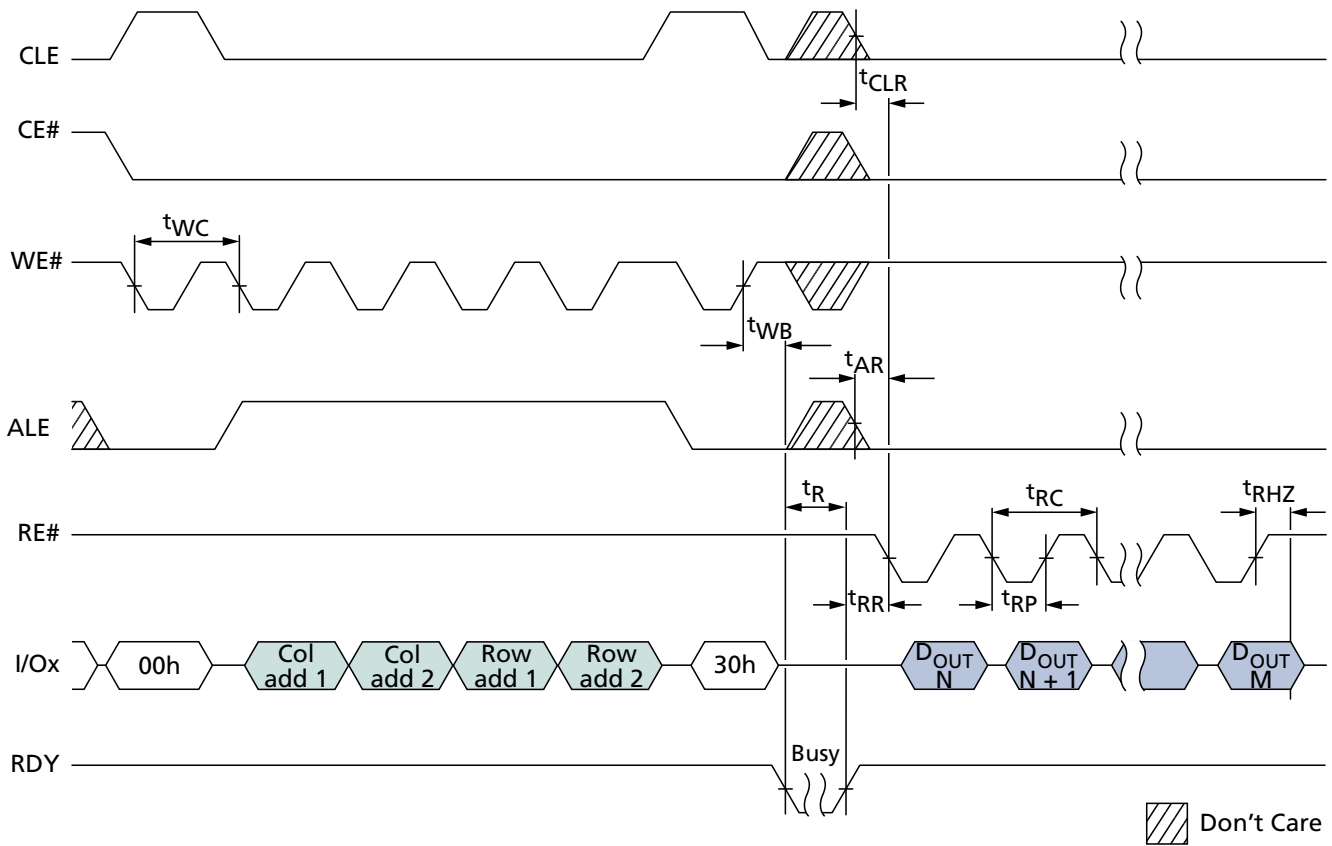 CLE
tCLR
CE#
tWC
WE#
tWB
tAR
ALE
tR
tRC
tRHZ
RE#
tRR
tRP
I/Ox
00h
Col
add 1
Col
add 2
Row
add 1
Row
add 2
30h
DOUT
N
DOUT
N + 1
DOUT
M
RDY
Busy
Don't Care